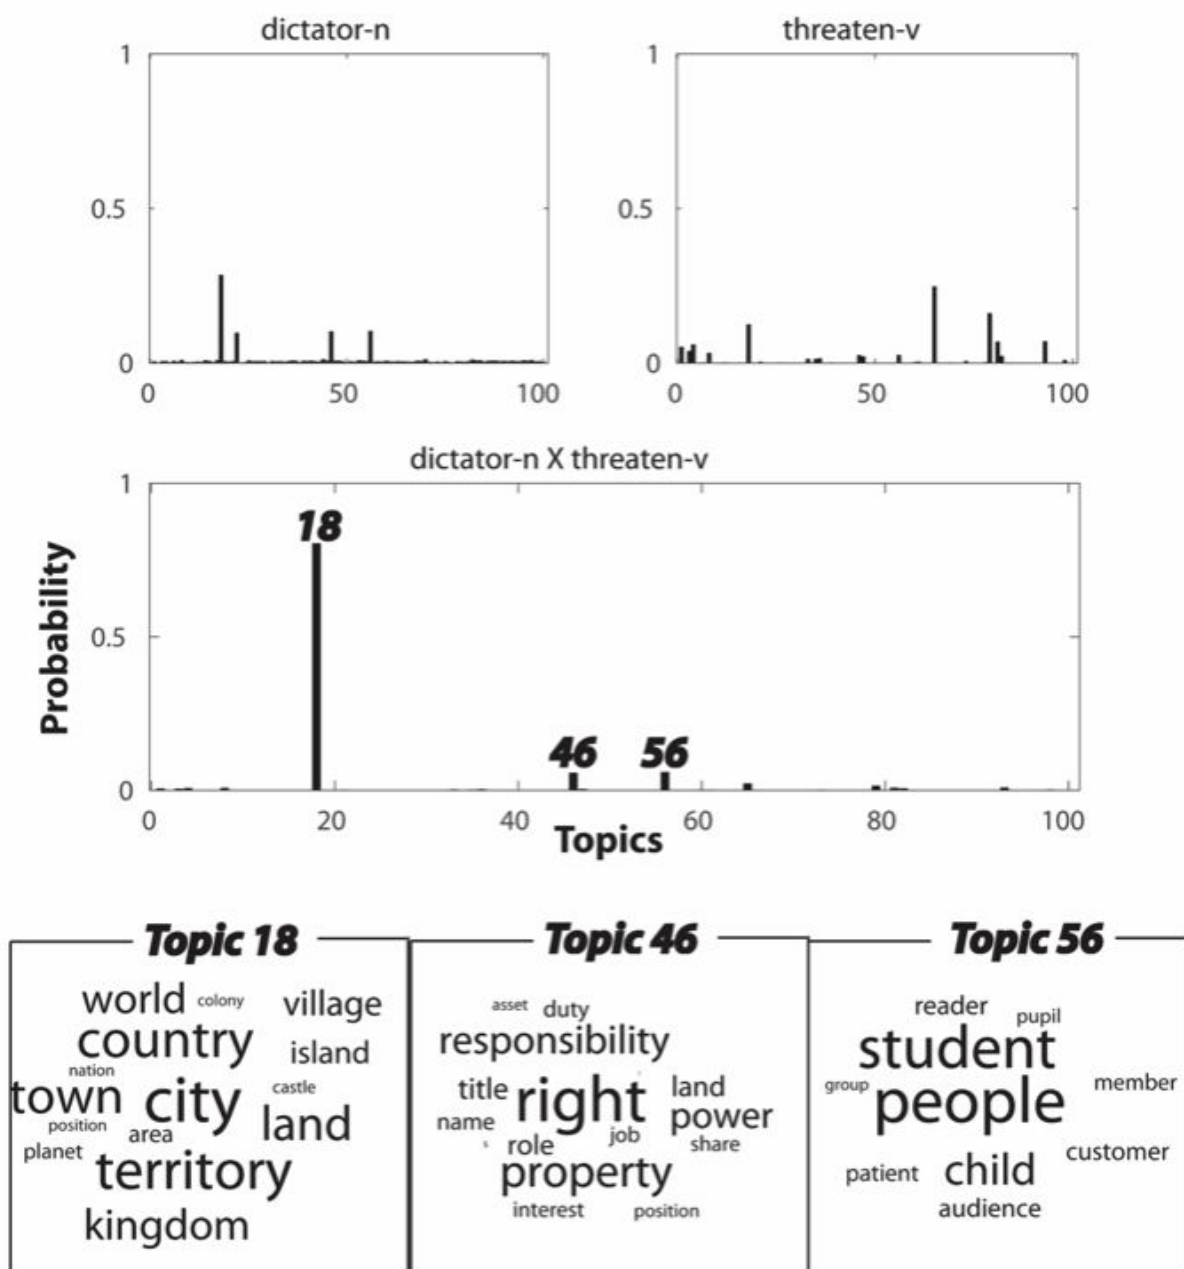 dictator-n
threaten-v
1
1
0.5
0.5
0
0
0
50
100
0
50
100
dictator-n X threaten-v
1
18
Probability
0.5
46
56
0
0
20
40
60
80
100
Topics
Topic 18
world
colony
village
country
island
nation
town
city
castle
position
land
planet
area
territory
kingdom
Topic 46
asset
duty
responsibility
title
right
land
name
power
s
role
job
share
property
interest
position
Topic 56
reader
pupil
student
group
people
member
patient
child
customer
audience